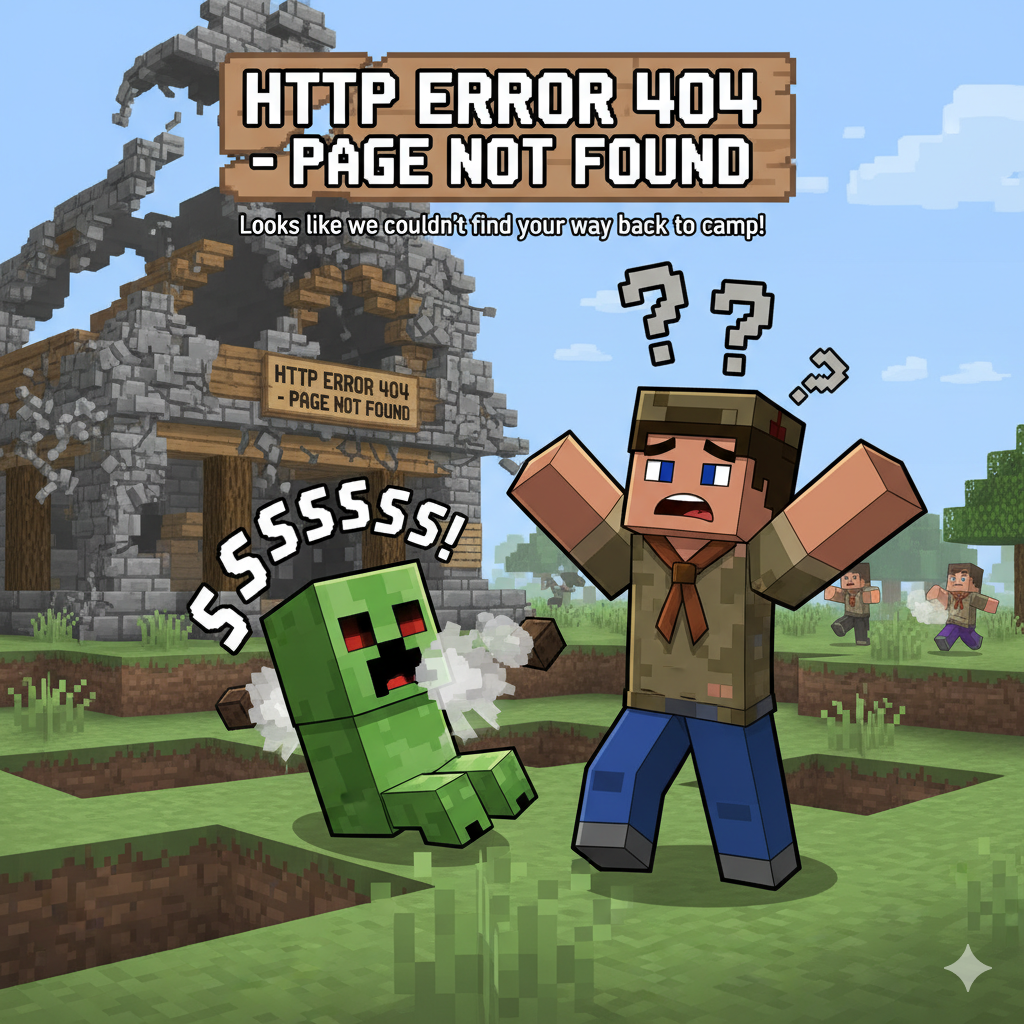 HTTP ERROR 404
- PAGE NOT FOUND
Looks like we couldn't find your way back to camp!
? ? ?
HTTP ERROR 404
- PAGE NOT FOUND
SSSSSSS!